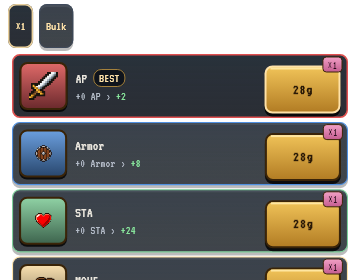 X1 Bulk
AP BEST
+0 AP › +2
X1
28g
Armor
+0 Armor › +8
X1
28g
STA
+0 STA › +24
X1
28g
X1